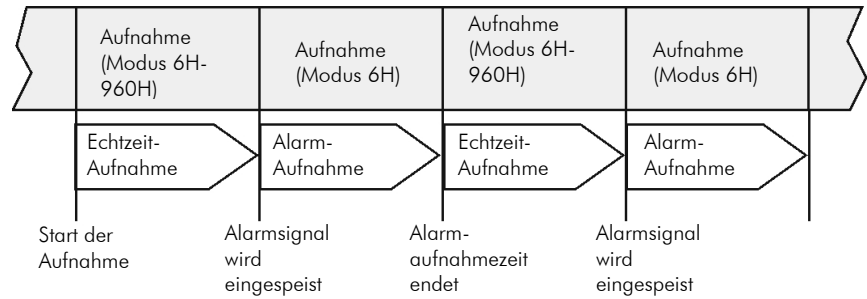 Aufnahme
(Modus 6H-
960H)
Aufnahme
(Modus 6H)
Aufnahme
(Modus 6H-
960H)
Aufnahme
(Modus 6H)
Echtzeit-
Aufnahme
Alarm-
Aufnahme
Echtzeit-
Aufnahme
Alarm-
Aufnahme
Start der
Aufnahme
Alarmsignal
wird
eingespeist
Alarm-
aufnahmezeit
endet
Alarmsignal
wird
eingespeist